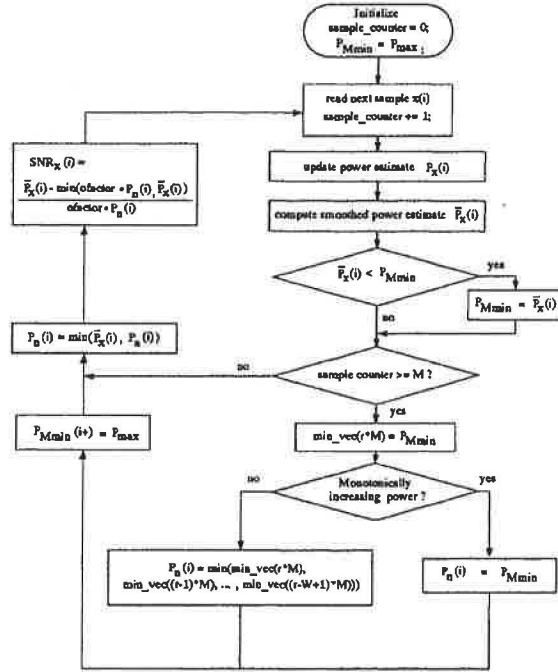 Initialize
sample_counter = 0;
P_Mmin = P_max ;
read next sample x(i)
sample_counter += 1;
update power estimate P_x(i)
compute smoothed power estimate P̅_x(i)
P̅_x(i) < P_Mmin
yes
P_Mmin = P̅_x(i)
no
sample counter >= M ?
no
yes
min_vec(r*M) = P_Mmin
Monotonically
increasing power ?
no
yes
P_n(i) = min(min_vec(r*M),
min_vec((r-1)*M), ... , min_vec((r-W+1)*M)))
P_n(i) = P_Mmin
P_Mmin (i+) = P_max
P_n(i) = min(P̅_x(i), P_n(i))
SNR_x (i) =
P̅_x(i) - min(ofactor • P_n(i), P̅_x(i))
ofactor • P_n(i)